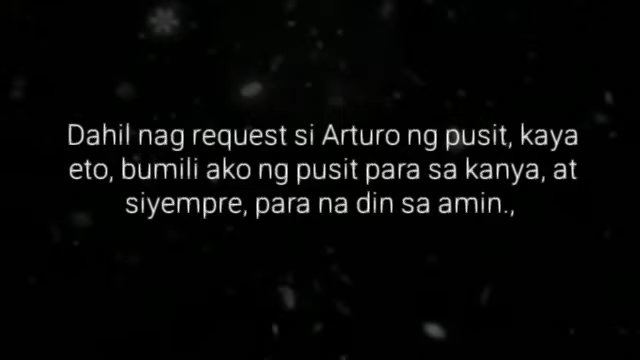 Dahil nag request si Arturo ng pusit, kaya
eto, bumili ako ng pusit para sa kanya, at
siyempre, para na din sa amin.,